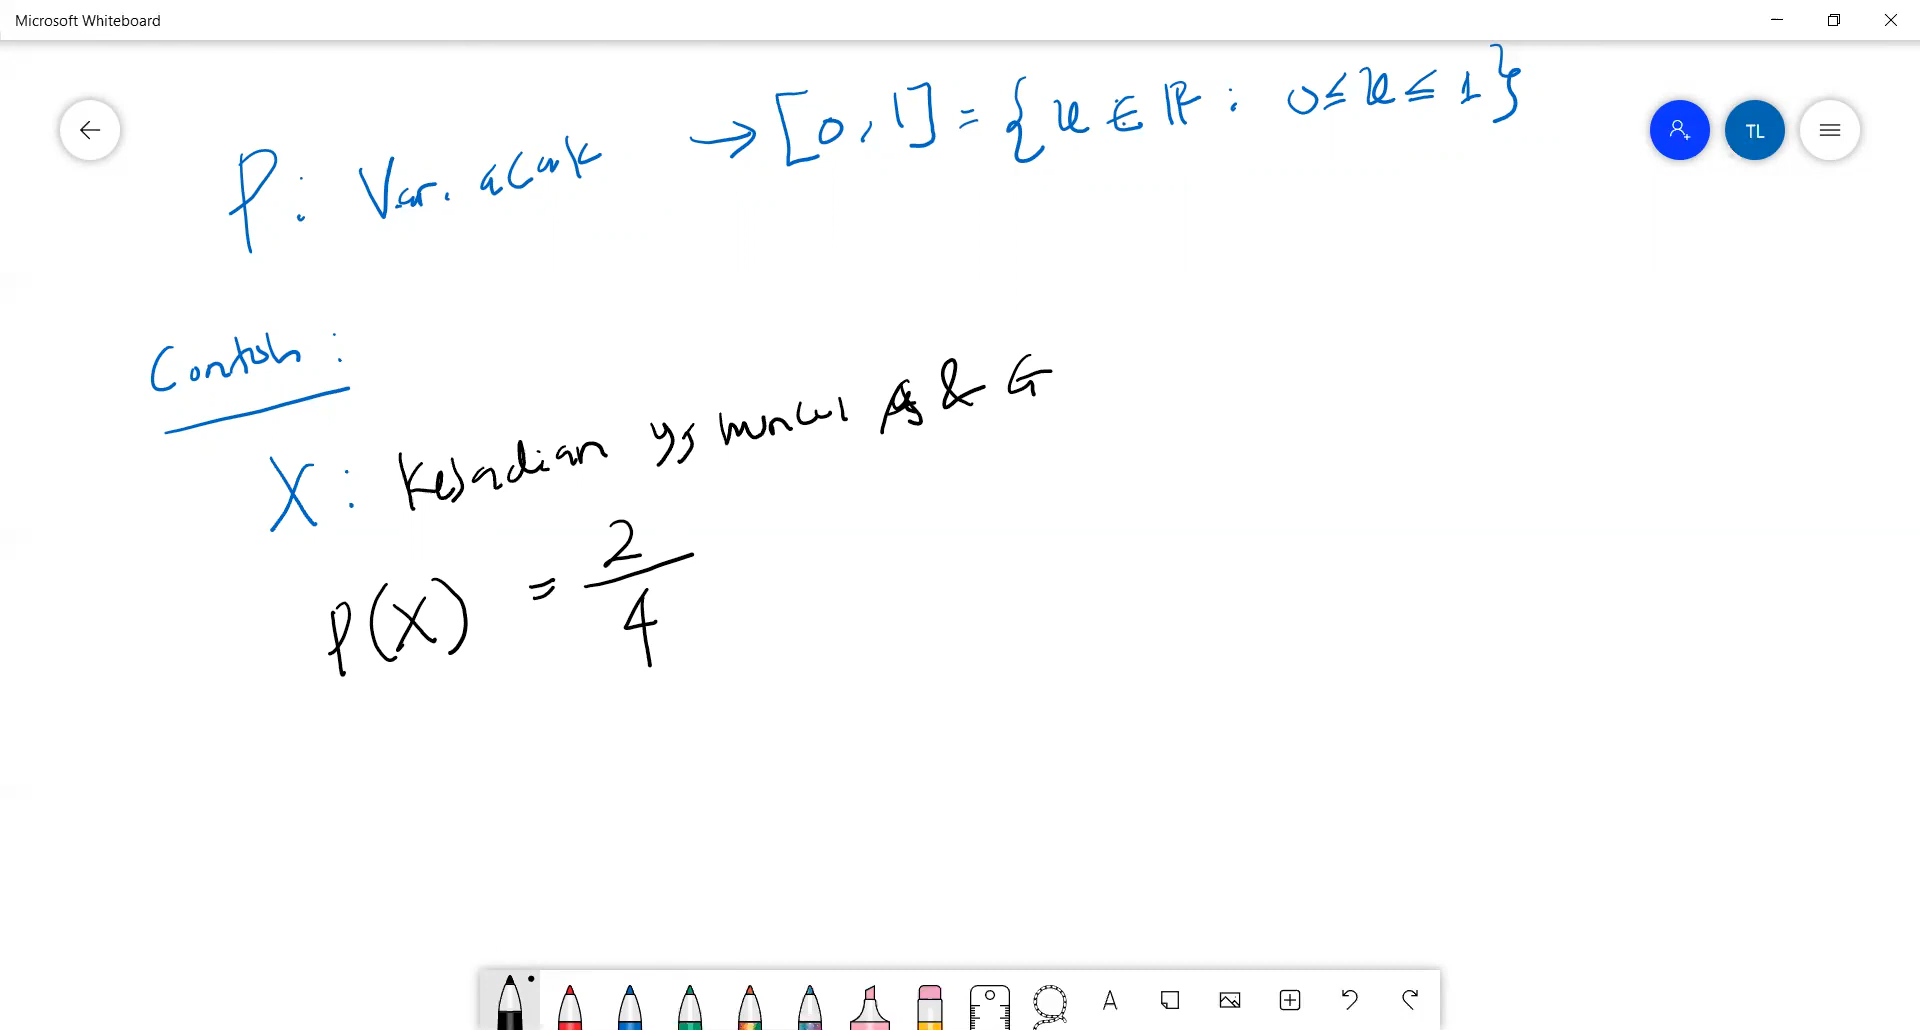 Microsoft Whiteboard
P : Var. acak → [0, 1] = {x ∈ ℝ : 0 ≤ x ≤ 1}
TL
Contoh :
X : Kejadian yg muncul A & G
P(X) = 2/4